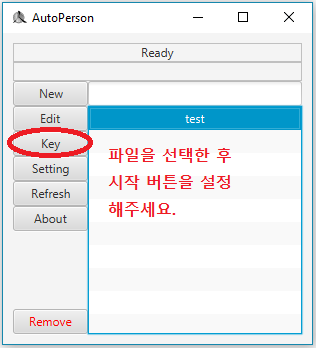 AutoPerson
Ready
New
Edit
test
Key
Setting
Refresh
About
파일을 선택한 후
시작 버튼을 설정
해주세요.
Remove